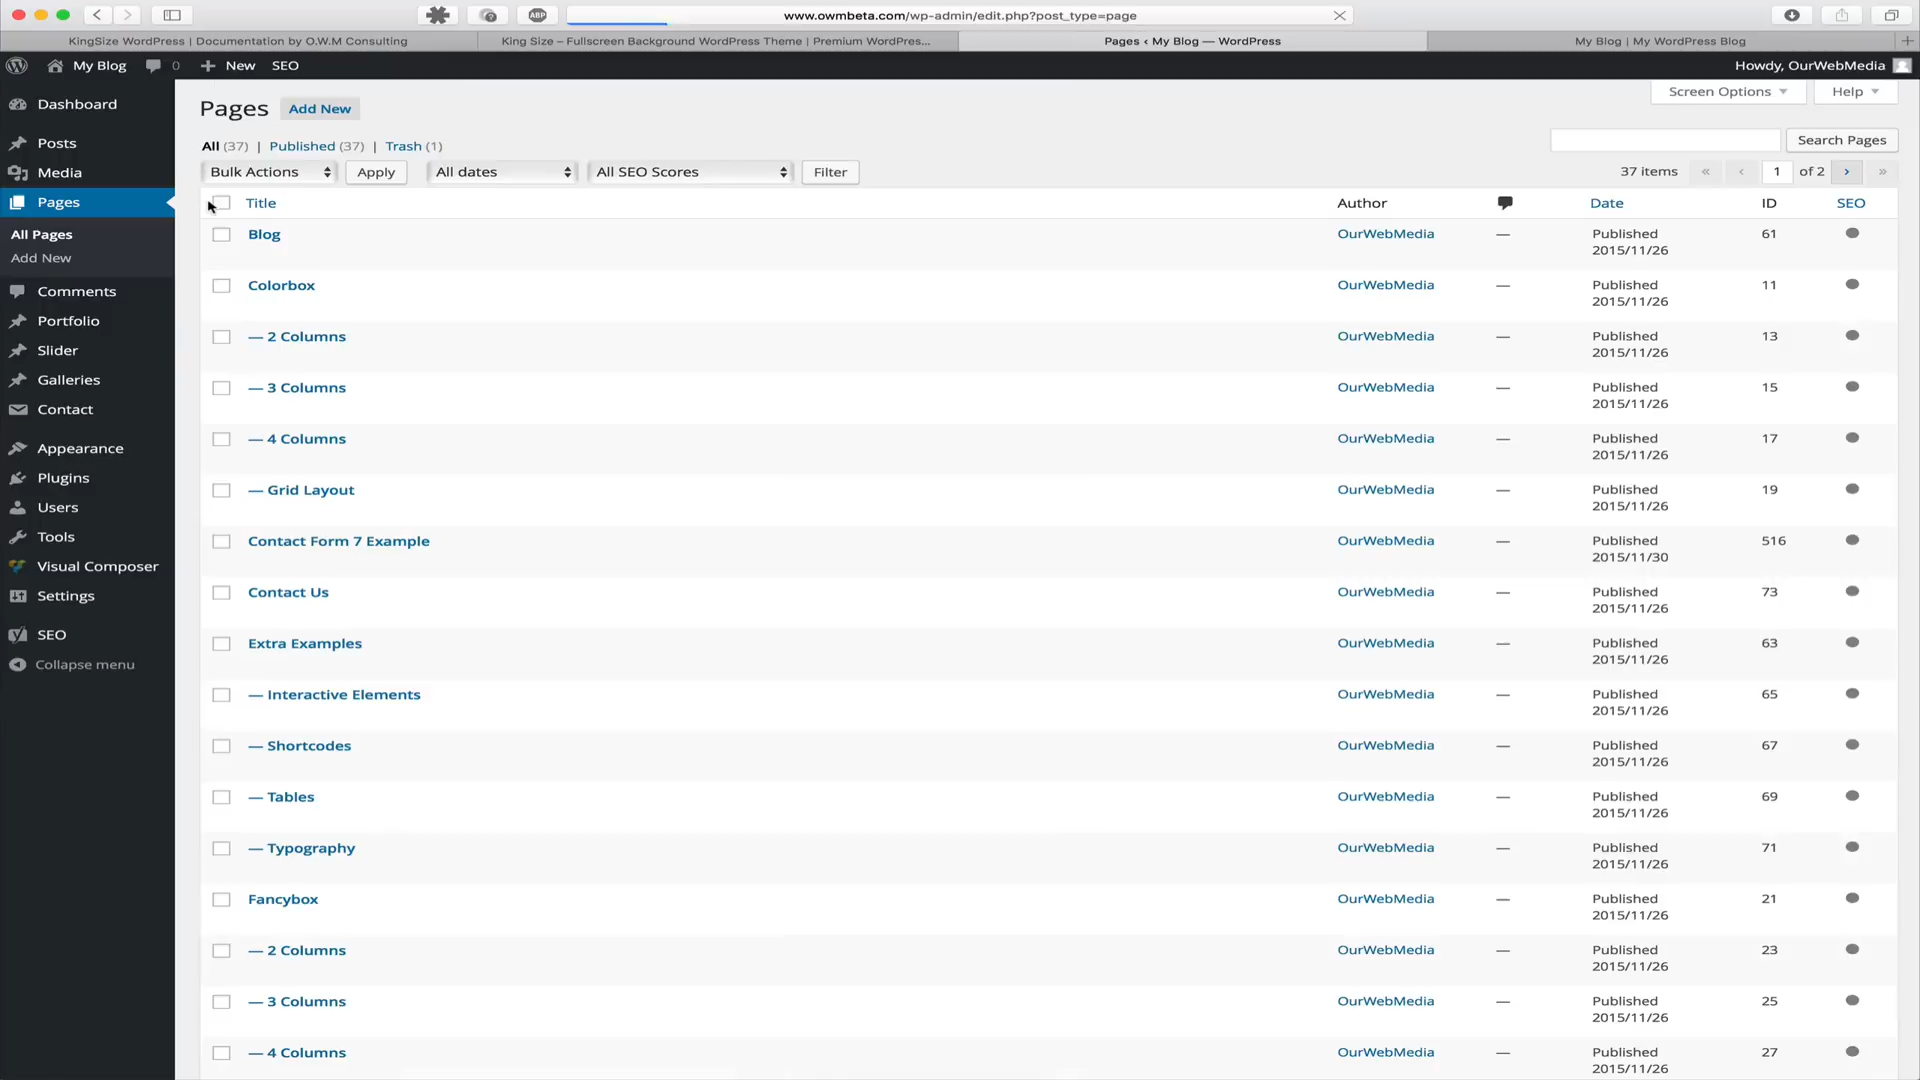 www.owmbeta.com/wp-admin/edit.php?post_type=page
ABP
KingSize WordPress | Documentation by O.W.M Consulting
King Size – Fullscreen Background WordPress Theme | Premium WordPres...
Pages ‹ My Blog — WordPress
My Blog | My WordPress Blog
My Blog 0 New SEO
Howdy, OurWebMedia
Dashboard
Posts
Media
Pages
All Pages
Add New
Comments
Portfolio
Slider
Galleries
Contact
Appearance
Plugins
Users
Tools
Visual Composer
Settings
SEO
Collapse menu
Screen Options
Help
Pages Add New
All (37) | Published (37) | Trash (1)
Search Pages
Bulk Actions Apply All dates All SEO Scores Filter
37 items « ‹ 1 of 2 › »
Title Author Date ID SEO
Blog OurWebMedia — Published 61
2015/11/26
Colorbox OurWebMedia — Published 11
2015/11/26
— 2 Columns OurWebMedia — Published 13
2015/11/26
— 3 Columns OurWebMedia — Published 15
2015/11/26
— 4 Columns OurWebMedia — Published 17
2015/11/26
— Grid Layout OurWebMedia — Published 19
2015/11/26
Contact Form 7 Example OurWebMedia — Published 516
2015/11/30
Contact Us OurWebMedia — Published 73
2015/11/26
Extra Examples OurWebMedia — Published 63
2015/11/26
— Interactive Elements OurWebMedia — Published 65
2015/11/26
— Shortcodes OurWebMedia — Published 67
2015/11/26
— Tables OurWebMedia — Published 69
2015/11/26
— Typography OurWebMedia — Published 71
2015/11/26
Fancybox OurWebMedia — Published 21
2015/11/26
— 2 Columns OurWebMedia — Published 23
2015/11/26
— 3 Columns OurWebMedia — Published 25
2015/11/26
— 4 Columns OurWebMedia — Published 27
2015/11/26